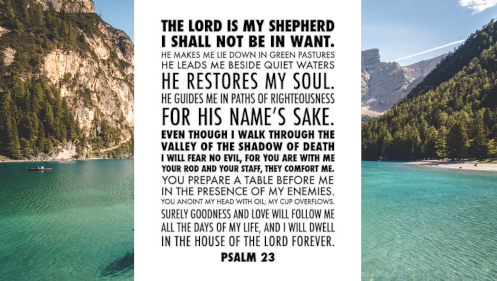 THE LORD IS MY SHEPHERD
I SHALL NOT BE IN WANT.
HE MAKES ME LIE DOWN IN GREEN PASTURES
HE LEADS ME BESIDE QUIET WATERS
HE RESTORES MY SOUL.
HE GUIDES ME IN PATHS OF RIGHTEOUSNESS
FOR HIS NAME'S SAKE.
EVEN THOUGH I WALK THROUGH THE
VALLEY OF THE SHADOW OF DEATH
I WILL FEAR NO EVIL, FOR YOU ARE WITH ME
YOUR ROD AND YOUR STAFF, THEY COMFORT ME.
YOU PREPARE A TABLE BEFORE ME
IN THE PRESENCE OF MY ENEMIES.
YOU ANOINT MY HEAD WITH OIL; MY CUP OVERFLOWS.
SURELY GOODNESS AND LOVE WILL FOLLOW ME
ALL THE DAYS OF MY LIFE, AND I WILL DWELL
IN THE HOUSE OF THE LORD FOREVER.
PSALM 23